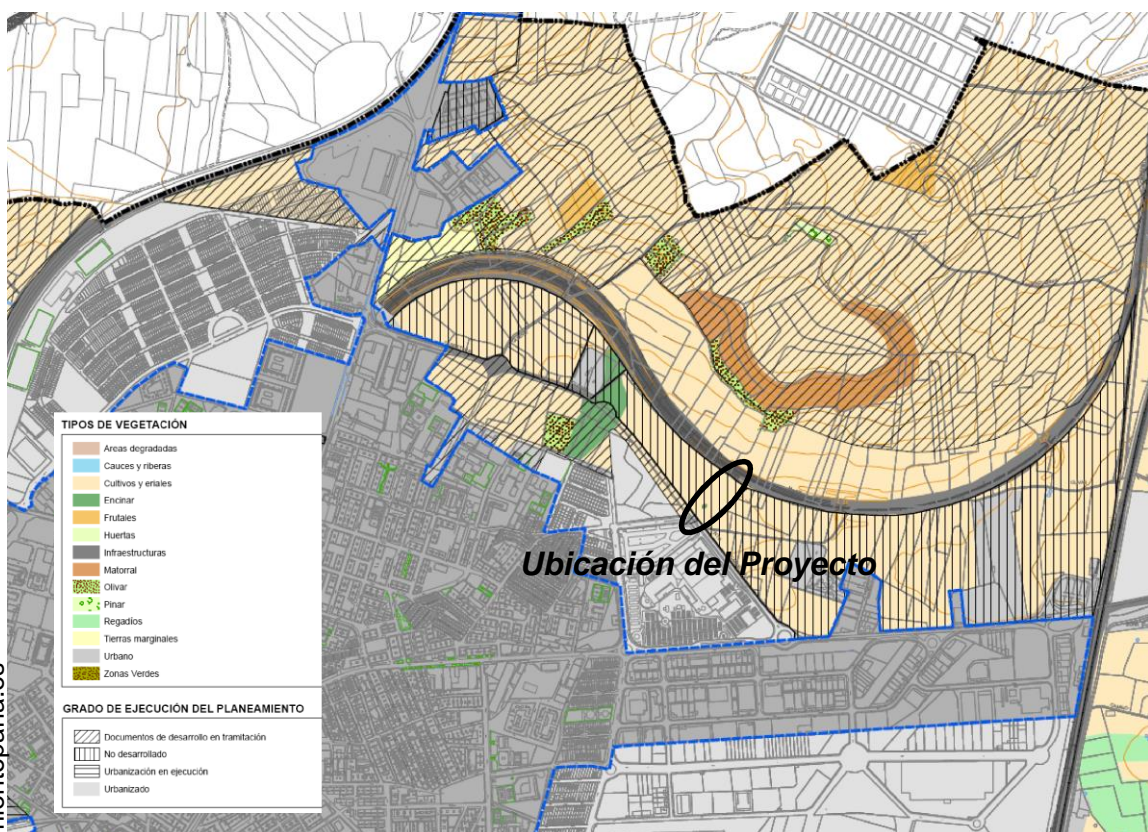 TIPOS DE VEGETACIÓN
Areas degradadas
Cauces y riberas
Cultivos y eriales
Encinar
Frutales
Huertas
Infraestructuras
Matorral
Olivar
Pinar
Regadíos
Tierras marginales
Urbano
Zonas Verdes
GRADO DE EJECUCIÓN DEL PLANEAMIENTO
Documentos de desarrollo en tramitación
No desarrollado
Urbanización en ejecución
Urbanizado
Ubicación del Proyecto